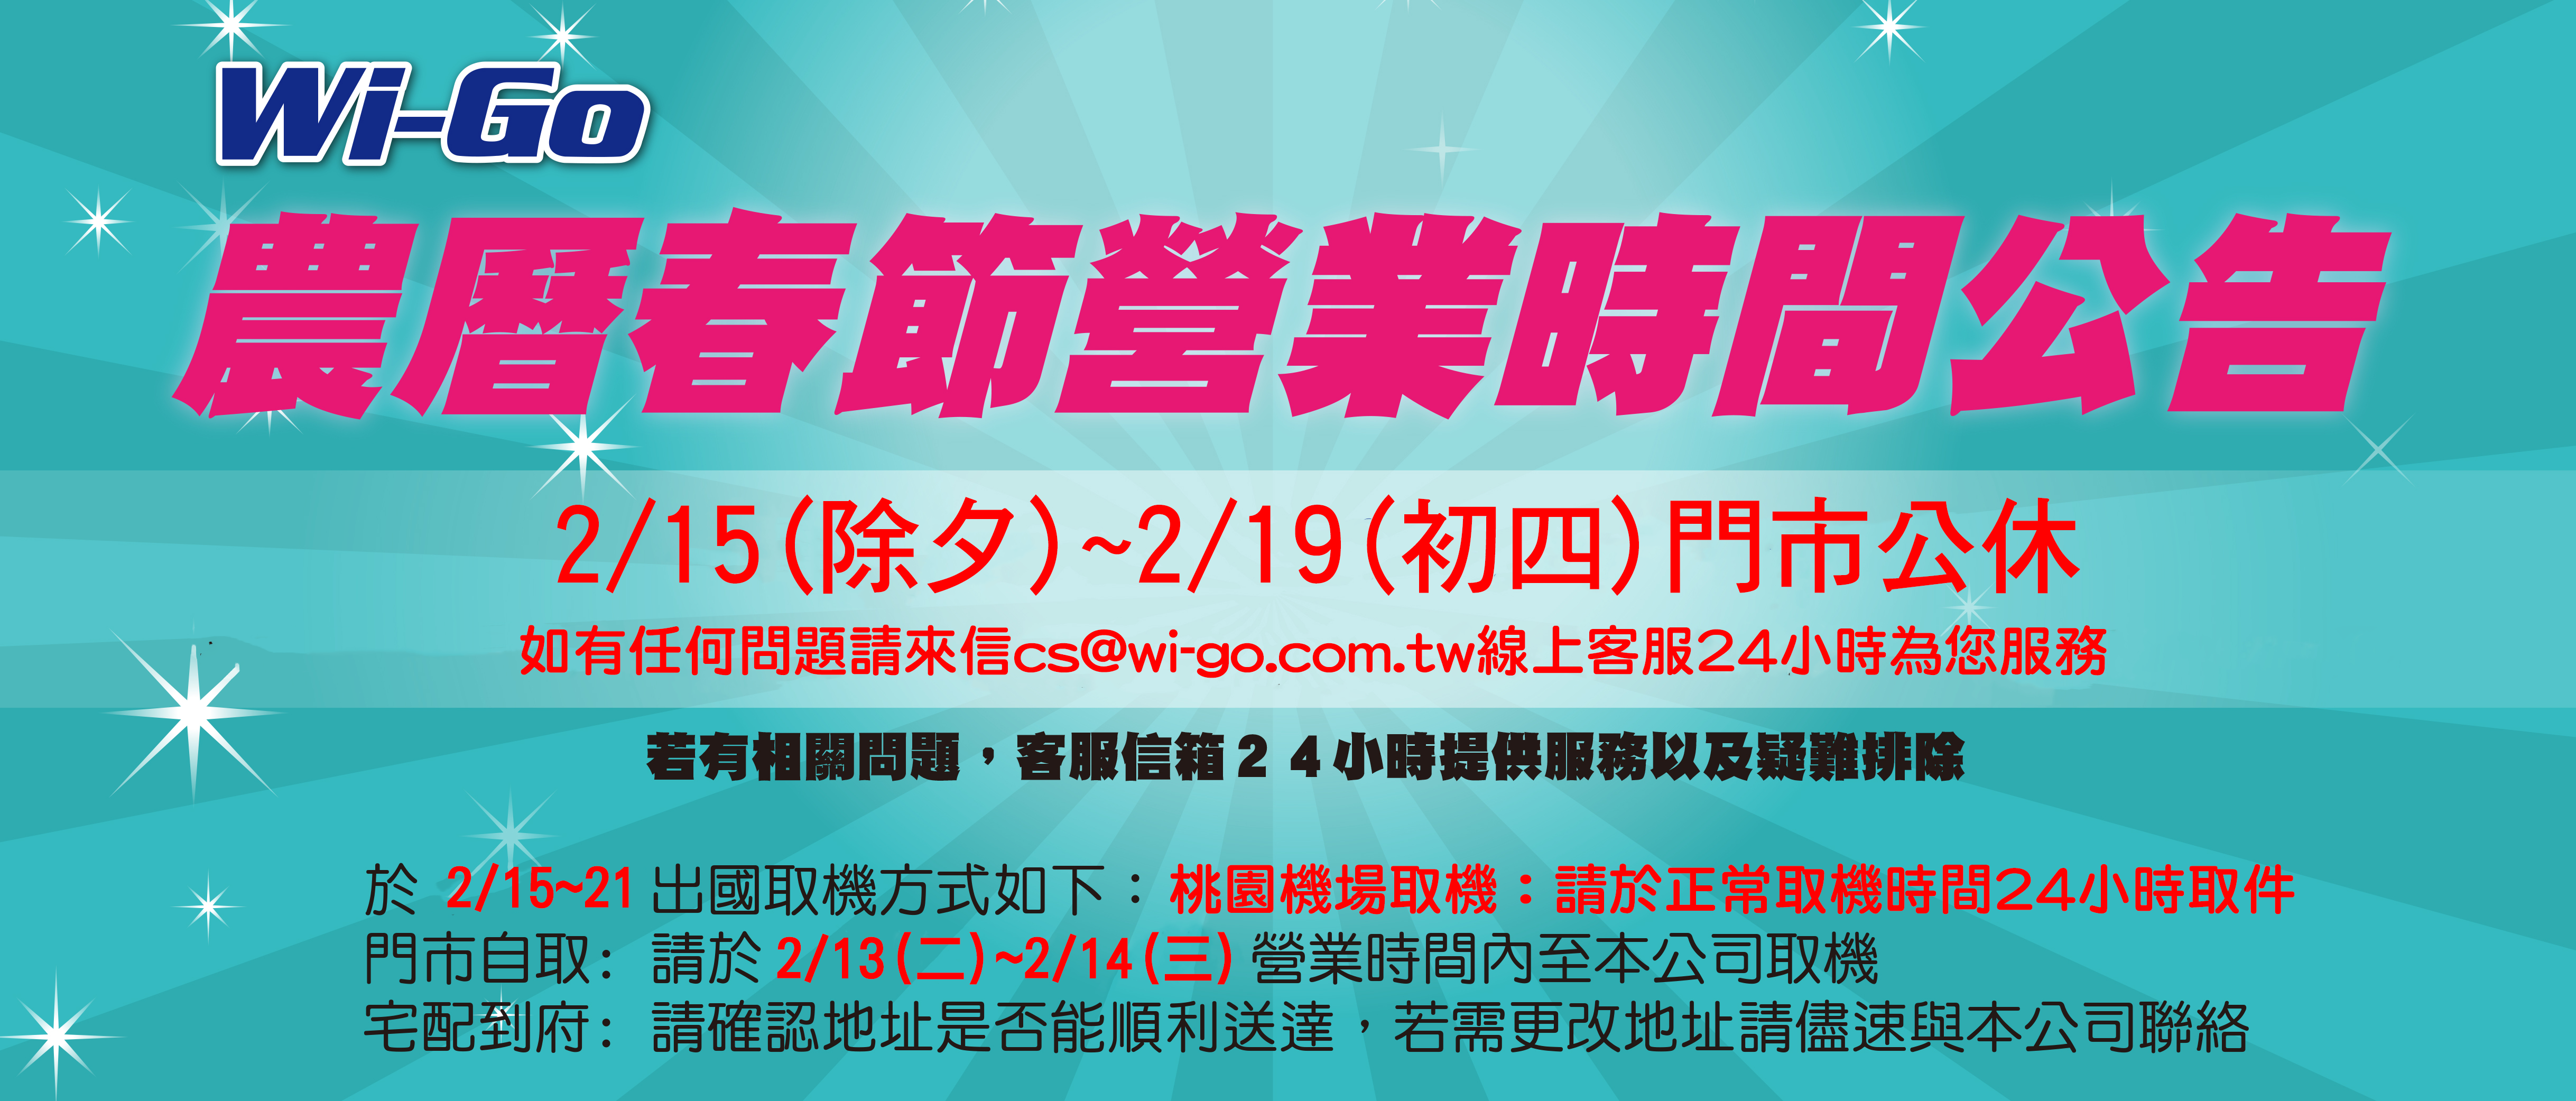 Wi-Go
農曆春節營業時間公告
2/15(除夕)~2/19(初四)門市公休
如有任何問題請來信cs@wi-go.com.tw線上客服24小時為您服務
若有相關問題，客服信箱２４小時提供服務以及疑難排除
於 2/15~21 出國取機方式如下：桃園機場取機：請於正常取機時間24小時取件
門市自取: 請於 2/13(二)~2/14(三) 營業時間內至本公司取機
宅配到府: 請確認地址是否能順利送達，若需更改地址請儘速與本公司聯絡